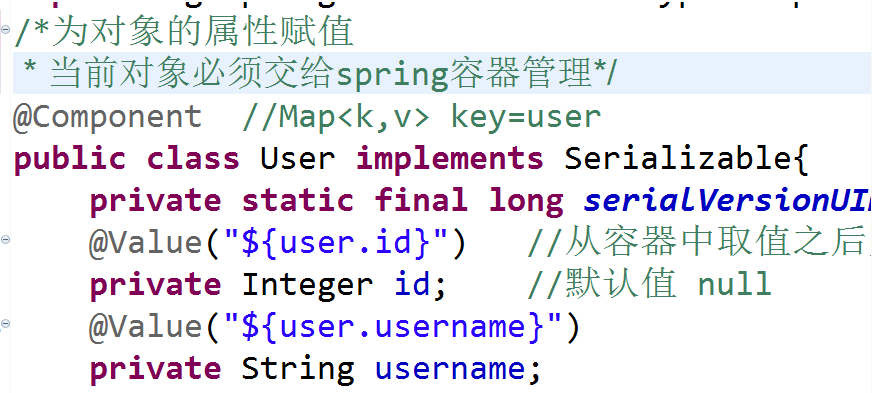 /*为对象的属性赋值
* 当前对象必须交给spring容器管理*/
@Component //Map<k,v> key=user
public class User implements Serializable{
private static final long serialVersionUI
@Value("${user.id}") //从容器中取值之后
private Integer id; //默认值 null
@Value("${user.username}")
private String username;